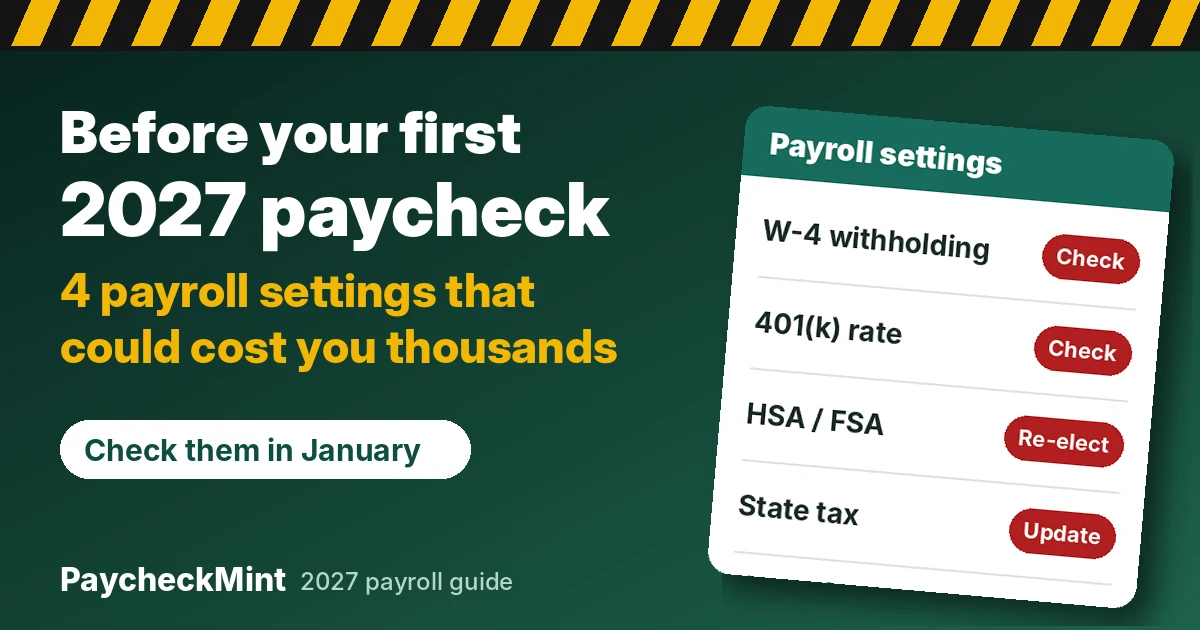 Before your first
2027 paycheck
4 payroll settings that
could cost you thousands
Check them in January
PaycheckMint 2027 payroll guide
Payroll settings
W-4 withholding Check
401(k) rate Check
HSA / FSA Re-elect
State tax Update